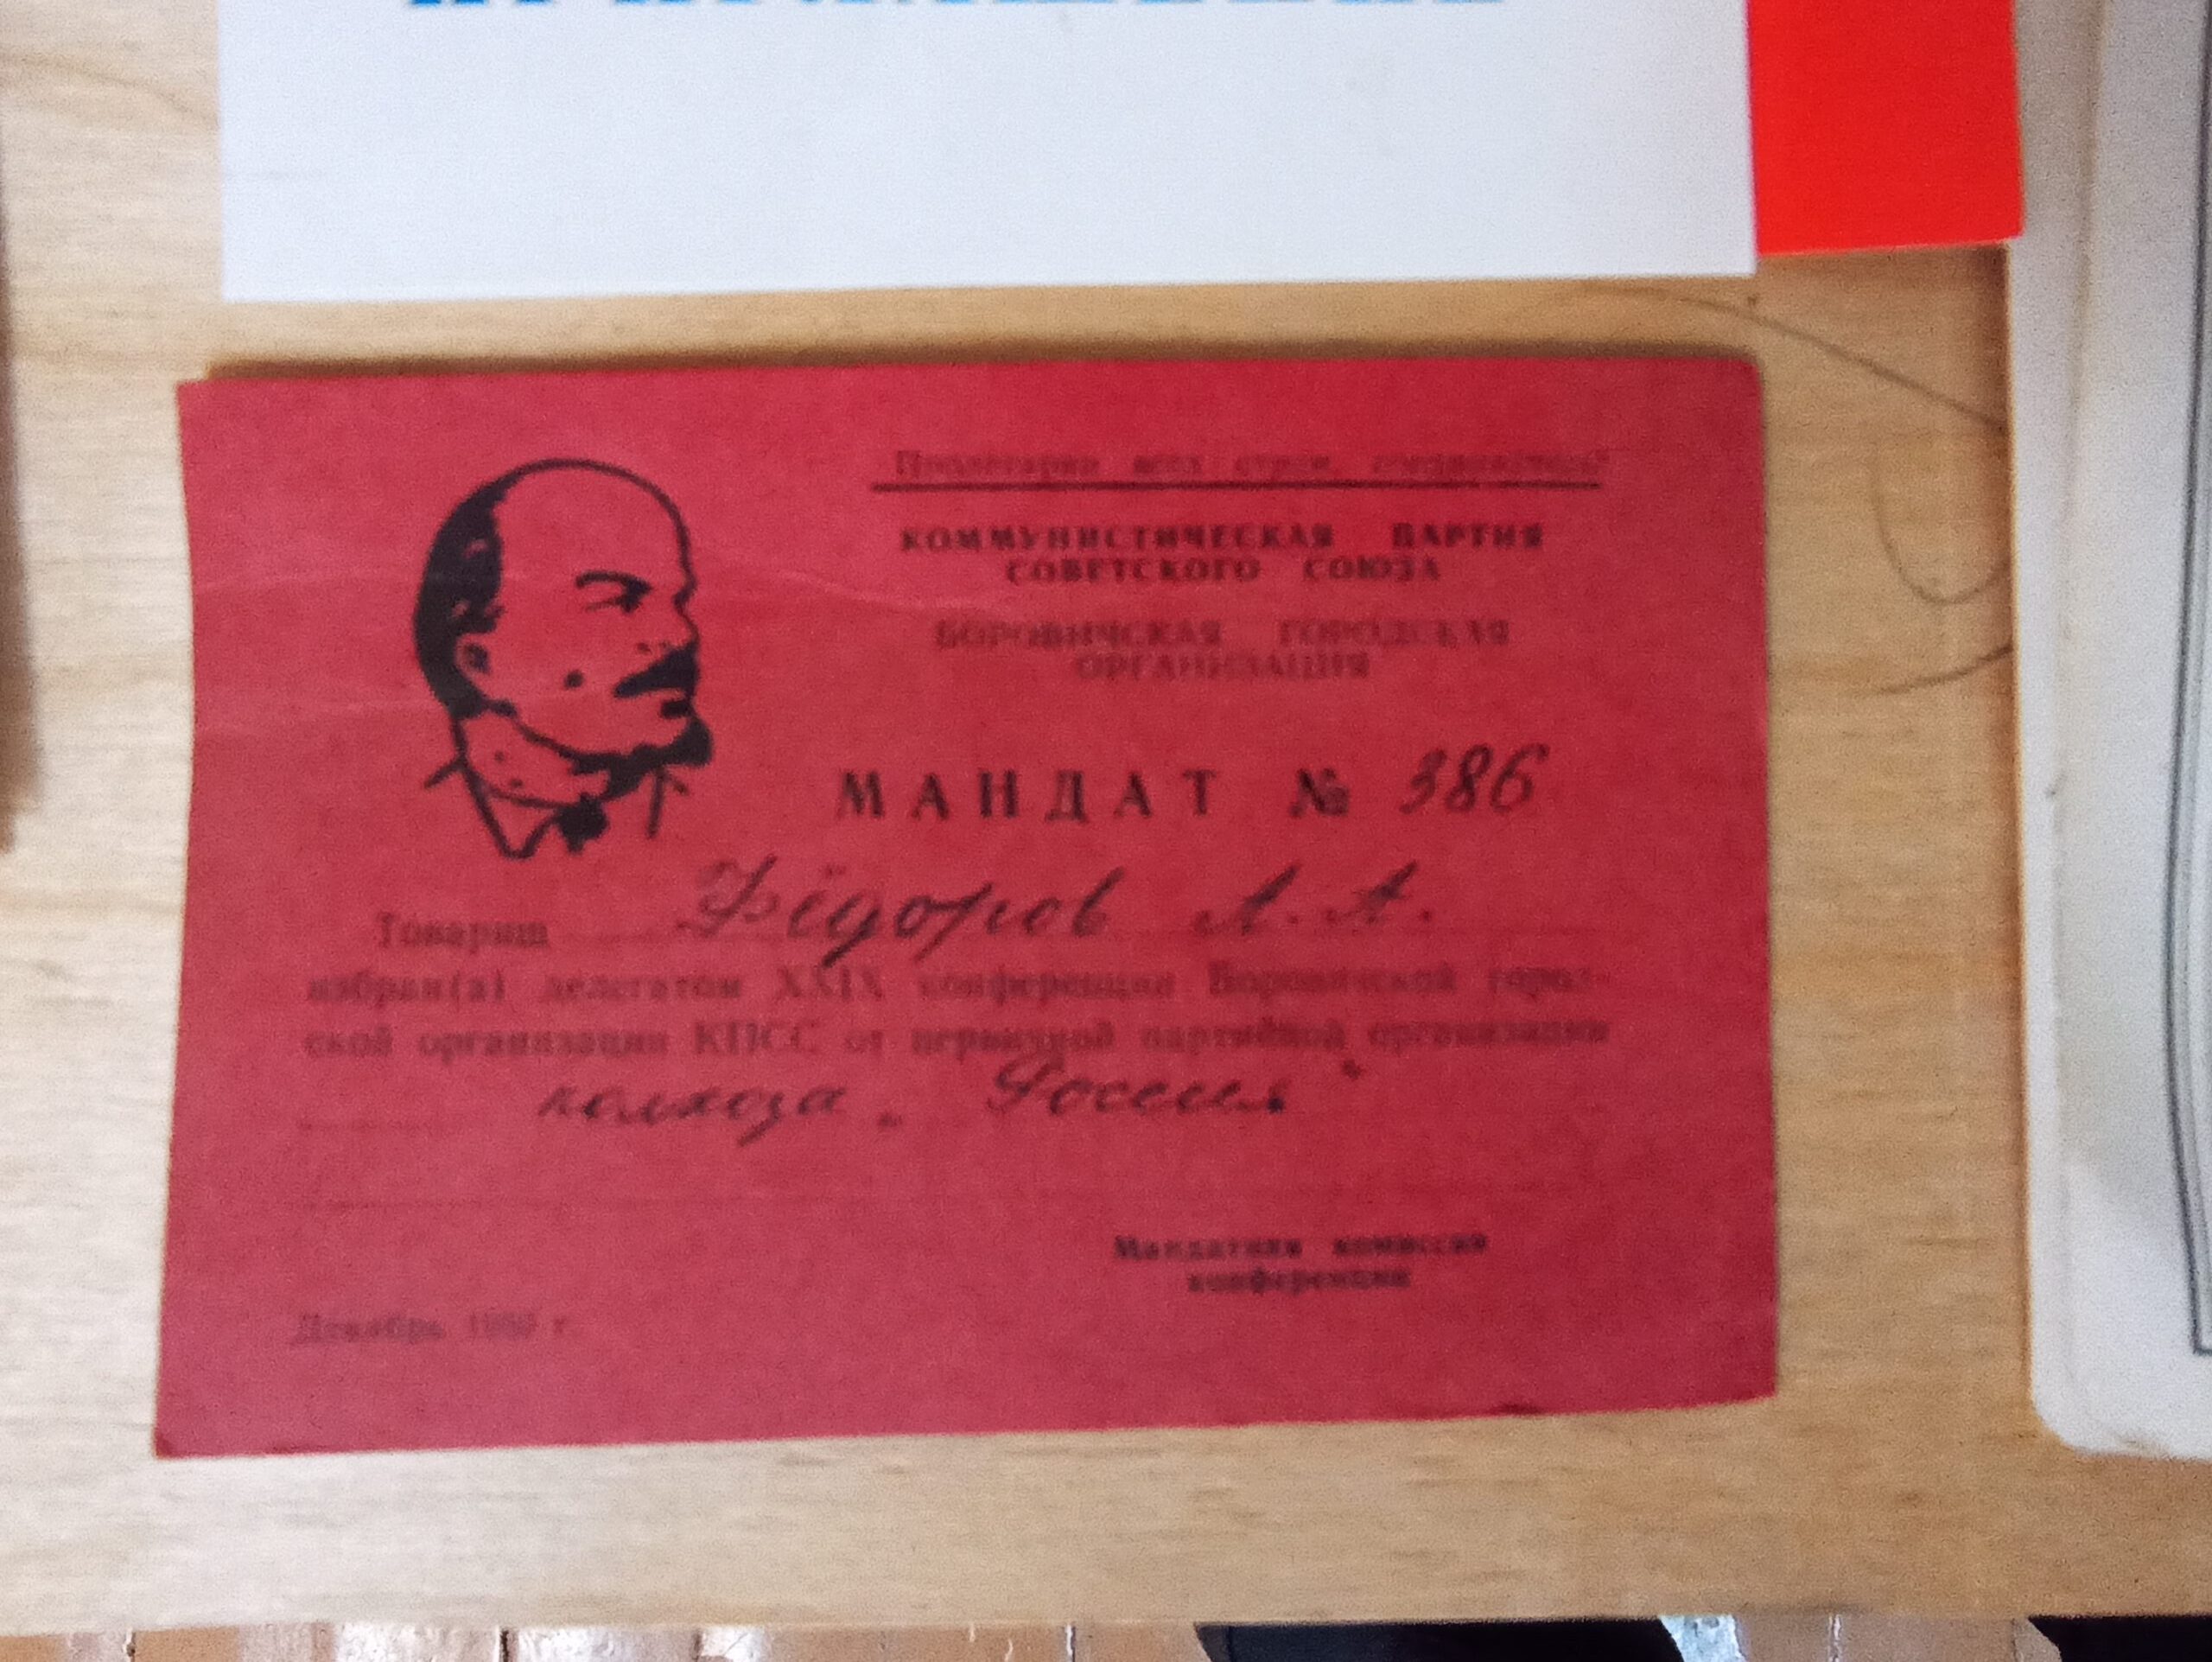 Пролетарии всех стран, соединяйтесь!
КОММУНИСТИЧЕСКАЯ ПАРТИЯ
СОВЕТСКОГО СОЮЗА
БОРОВИЧСКАЯ ГОРОДСКАЯ
ОРГАНИЗАЦИЯ
МАНДАТ № 386
Товарищ Фёдоров А. А.
избран(а) делегатом XXIX конференции Боровичской город-
ской организации КПСС от первичной партийной организации
колхоза „Россия"
Мандатная комиссия
конференции
Декабрь г.